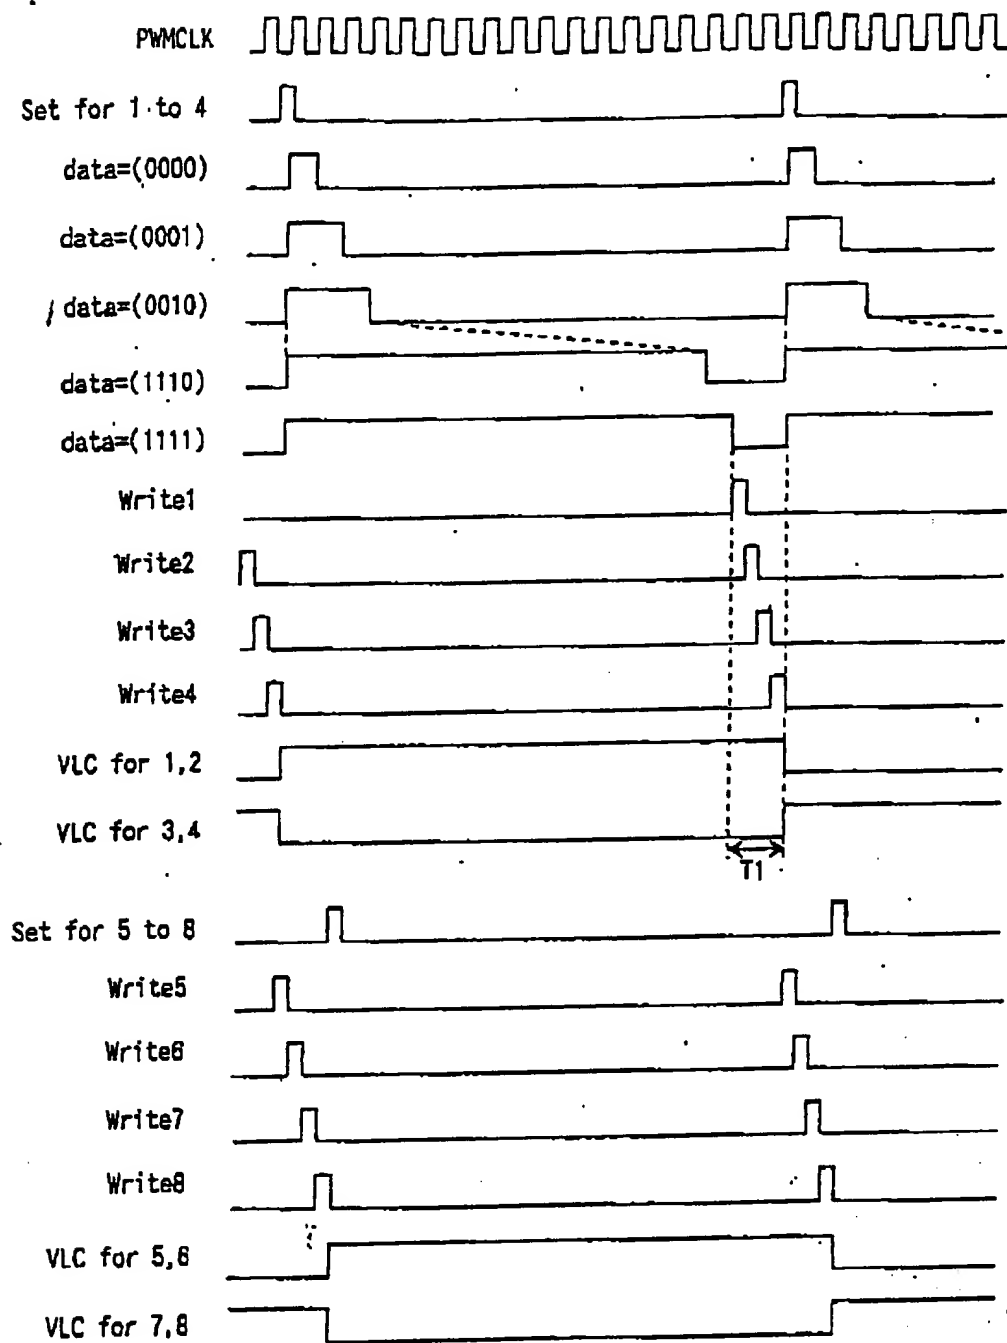 PWMCLK
Set for 1 to 4
data=(0000)
data=(0001)
data=(0010)
data=(1110)
data=(1111)
Write1
Write2
Write3
Write4
VLC for 1,2
VLC for 3,4
T1
Set for 5 to 8
Write5
Write6
Write7
Write8
VLC for 5,6
VLC for 7,8